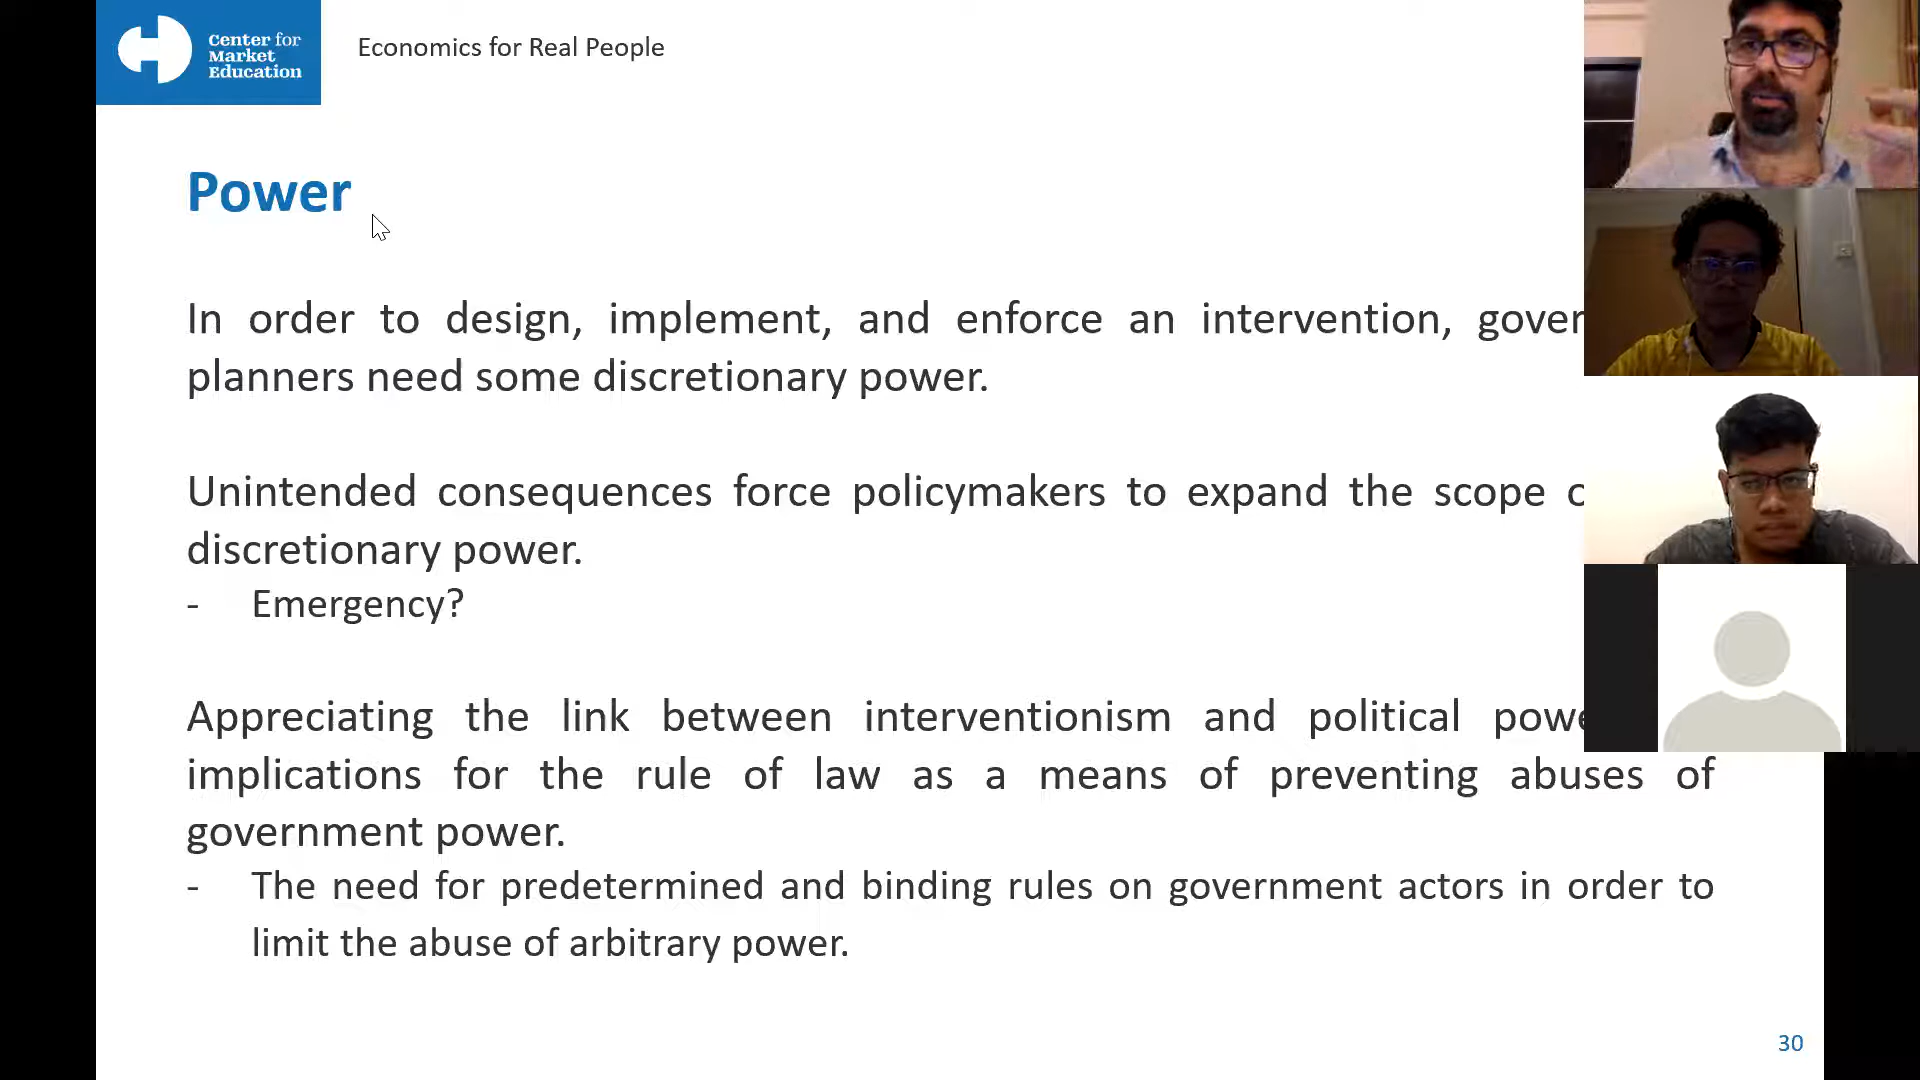 Center for
Market
Education
Economics for Real People
Power
In order to design, implement, and enforce an intervention,
planners need some discretionary power.
Unintended consequences force policymakers to expand the scope
discretionary power.
- Emergency?
Appreciating the link between interventionism and political
implications for the rule of law as a means of preventing abuses of
government power.
- The need for predetermined and binding rules on government actors in order to
limit the abuse of arbitrary power.
30